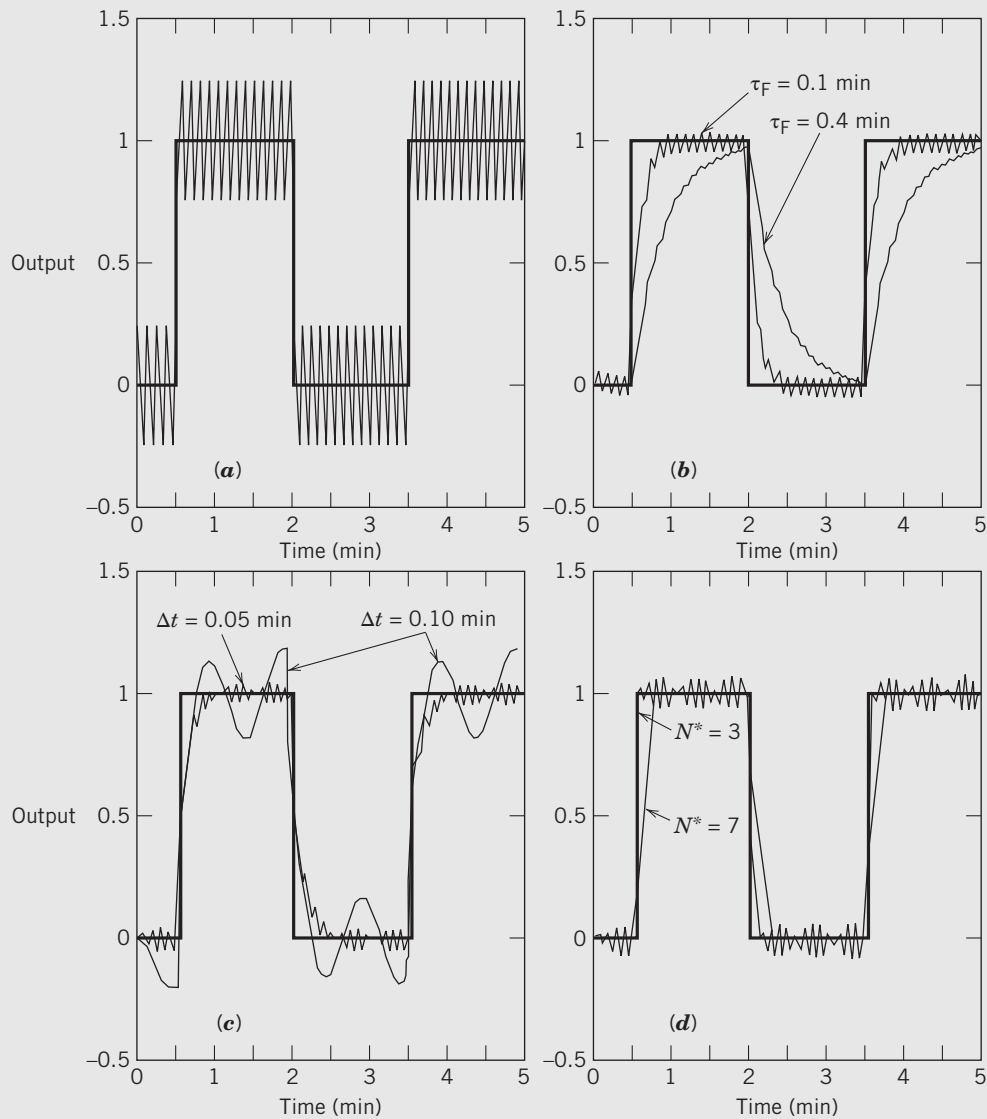 1.5
1
Output
0.5
0
–0.5
(a)
0 1 2 3 4 5
Time (min)
1.5
τF = 0.1 min
τF = 0.4 min
1
0.5
0
–0.5
(b)
0 1 2 3 4 5
Time (min)
1.5
Δt = 0.05 min
Δt = 0.10 min
1
Output
0.5
0
–0.5
(c)
0 1 2 3 4 5
Time (min)
1.5
1
N* = 3
0.5
N* = 7
0
–0.5
(d)
0 1 2 3 4 5
Time (min)